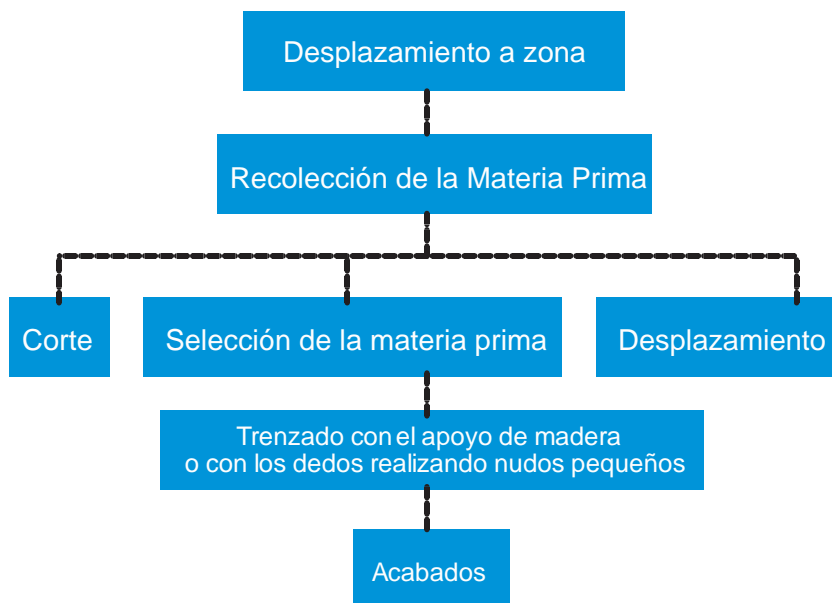 Desplazamiento a zona
Recolección de la Materia Prima
Corte
Selección de la materia prima
Desplazamiento
Trenzado con el apoyo de madera
o con los dedos realizando nudos pequeños
Acabados